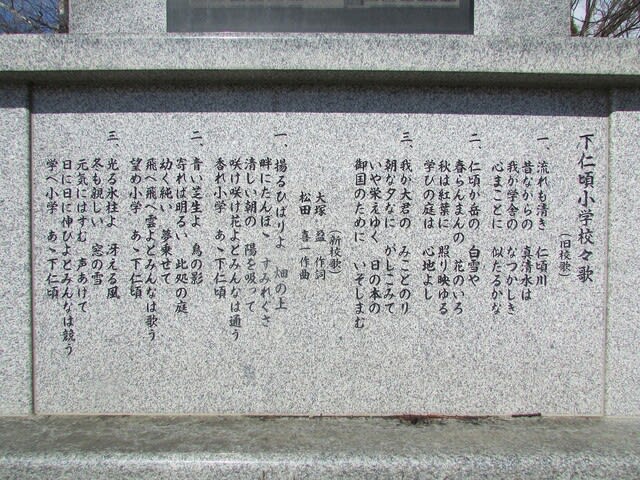 下仁頃小学校々歌
（旧校歌）
一、流れも清き 仁頃川
昔ながらの 真清水は
我が学舎の なつかしき
心まことに 似たるかな
二、仁頃が岳の 白雪や
春らんまんの 花のいろ
秋は紅葉に 照り映ゆる
学びの庭は 心地よし
三、我が大君の みことのり
朝な夕なに かしこみて
いや栄えゆく 日の本の
御国のために いそしまむ
（新校歌）
大塚 盈 作詞
松田 喜一 作曲
一、揚るひばりよ 畑の上
畔にたんぽゝ すみれぐさ
清しい朝の 陽を吸って
咲け咲け花よとみんなは通う
香れ小学 あゝ下仁頃
二、青い芝生よ 鳥の影
寄れば明るい 此処の庭
幼く純い 夢乗せて
飛べ飛べ雲よとみんなは歌う
望め小学 あゝ下仁頃
三、光る氷柱よ 冴える風
冬も親しい 窓の雪
元気にはずむ 声あげて
日に日に伸びよとみんなは競う
学べ小学 あゝ下仁頃